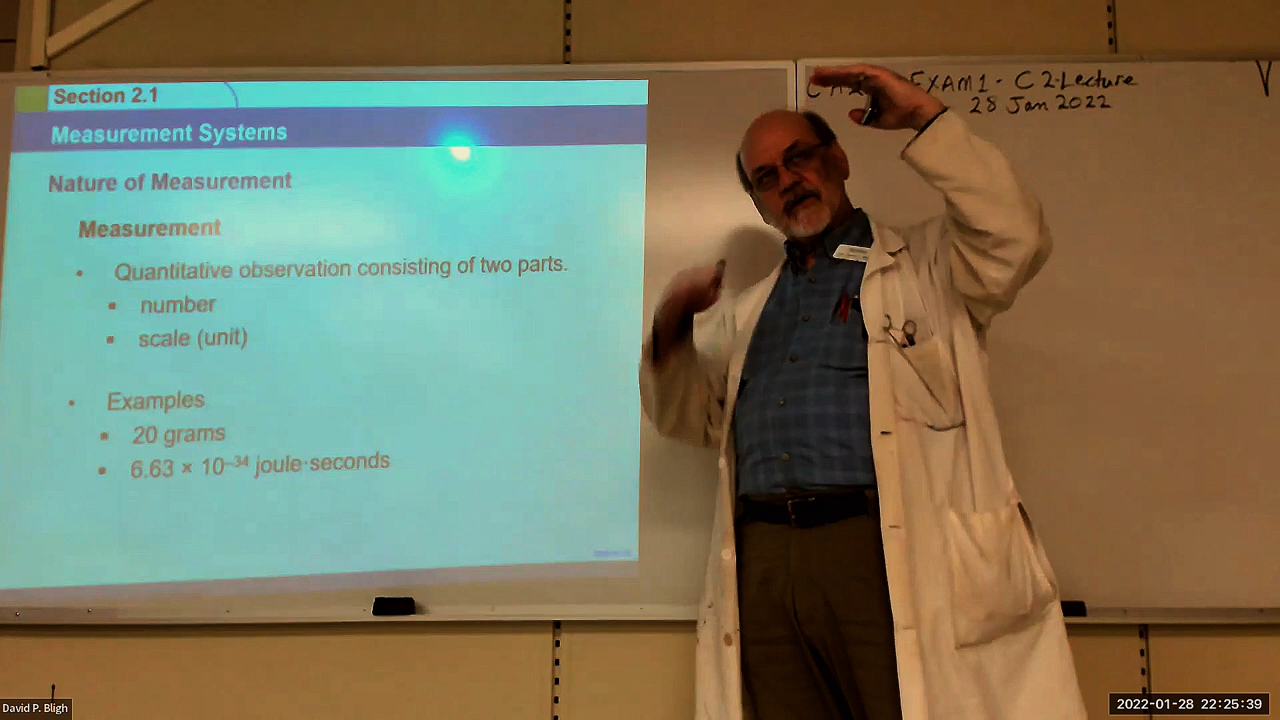 Section 2.1
Measurement Systems
Nature of Measurement
Measurement
• Quantitative observation consisting of two parts.
▪ number
▪ scale (unit)
• Examples
▪ 20 grams
▪ 6.63 × 10⁻³⁴ joule·seconds
EXAM 1 - C 2-Lecture
28 Jan 2022
David P. Bligh
2022-01-28 22:25:39